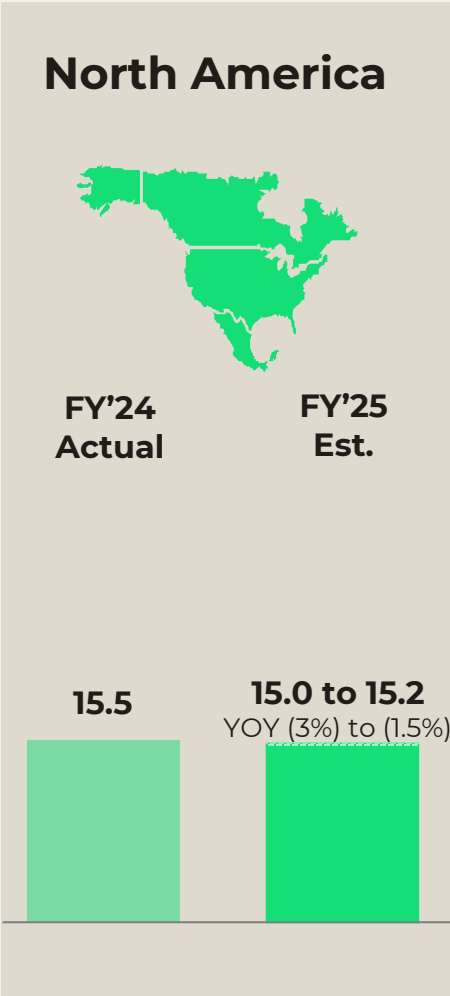 North America
FY’24
Actual
FY’25
Est.
15.5
15.0 to 15.2
YOY (3%) to (1.5%)